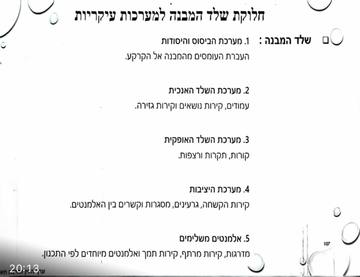 חלוקת שלד המבנה למערכות עיקריות
שלד המבנה :
1. מערכת הביסוס והיסודות
העברת העומסים מהמבנה אל הקרקע.
2. מערכת השלד האנכית
עמודים, קירות נושאים וקירות גזירה.
3. מערכת השלד האופקית
קורות, תקרות ורצפות.
4. מערכת היציבות
קירות הקשחה, גרעינים, מסגרות וקשרים בין האלמנטים.
5. אלמנטים משלימים
מדרגות, קירות מרתף, קירות תמך ואלמנטים מיוחדים לפי התכנון.
107
20:13